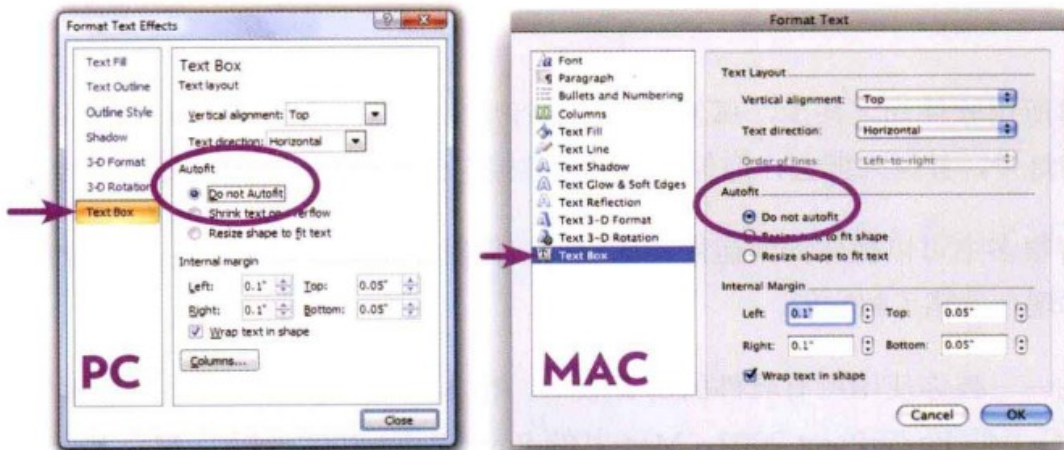 Format Text Effects
Text Fill
Text Outline
Outline Style
Shadow
3-D Format
3-D Rotation
Text Box
Text Box
Text layout
Vertical alignment: Top
Text direction: Horizontal
Autofit
Do not Autofit
Shrink text on overflow
Resize shape to fit text
Internal margin
Left: 0.1" Top: 0.05"
Right: 0.1" Bottom: 0.05"
Wrap text in shape
Columns...
PC
Close
Format Text
Font
Paragraph
Bullets and Numbering
Columns
Text Fill
Text Line
Text Shadow
Text Glow & Soft Edges
Text Reflection
Text 3-D Format
Text 3-D Rotation
Text Box
Text Layout
Vertical alignment: Top
Text direction: Horizontal
Order of lines: Left-to-right
Autofit
Do not autofit
Resize text to fit shape
Resize shape to fit text
Internal Margin
Left: 0.1" Top: 0.05"
Right: 0.1" Bottom: 0.05"
Wrap text in shape
MAC
Cancel OK